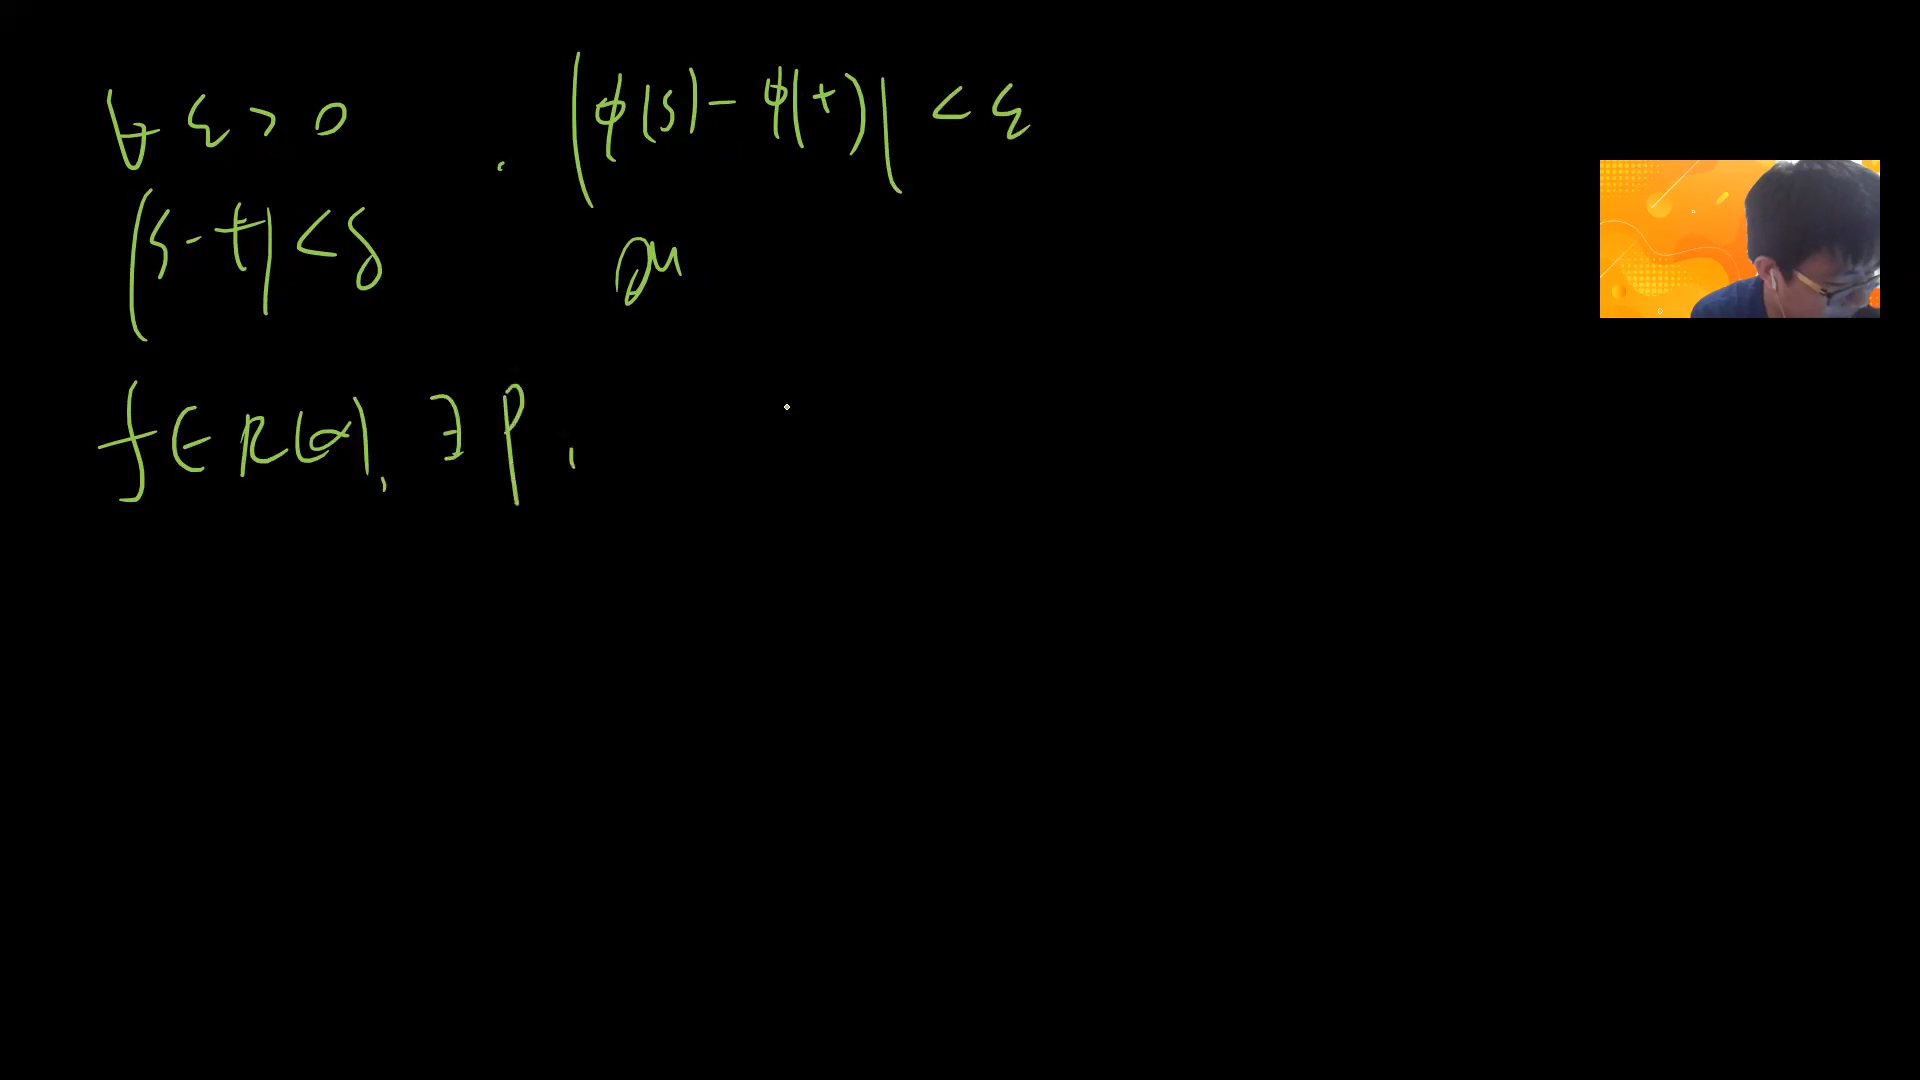 ∀ ε > 0 . |φ(s) - φ(t)| < ε
|s - t| < δ
f ∈ R(α), ∃ P,